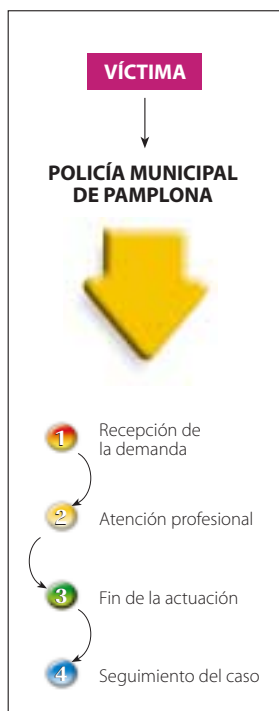 VÍCTIMA
POLICÍA MUNICIPAL
DE PAMPLONA
1 Recepción de
la demanda
2 Atención profesional
3 Fin de la actuación
4 Seguimiento del caso